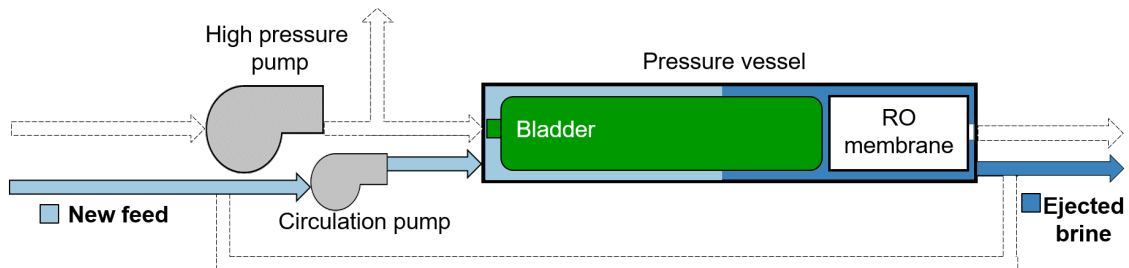 High pressure
pump
Pressure vessel
Bladder
RO
membrane
New feed
Circulation pump
Ejected
brine